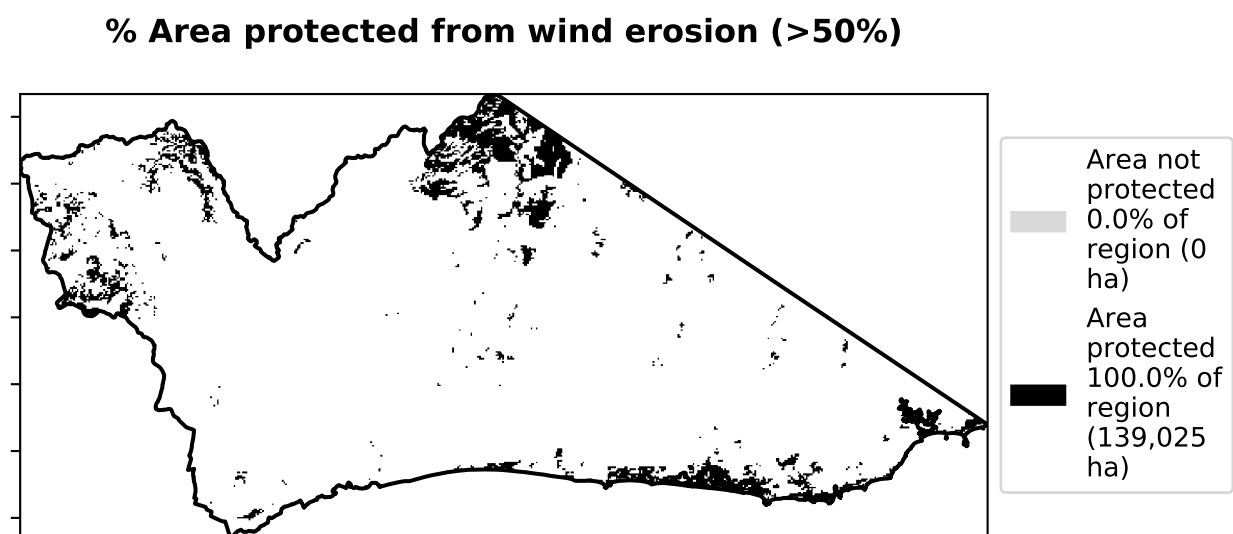 % Area protected from wind erosion (>50%)
Area not
protected
0.0% of
region (0
ha)
Area
protected
100.0% of
region
(139,025
ha)